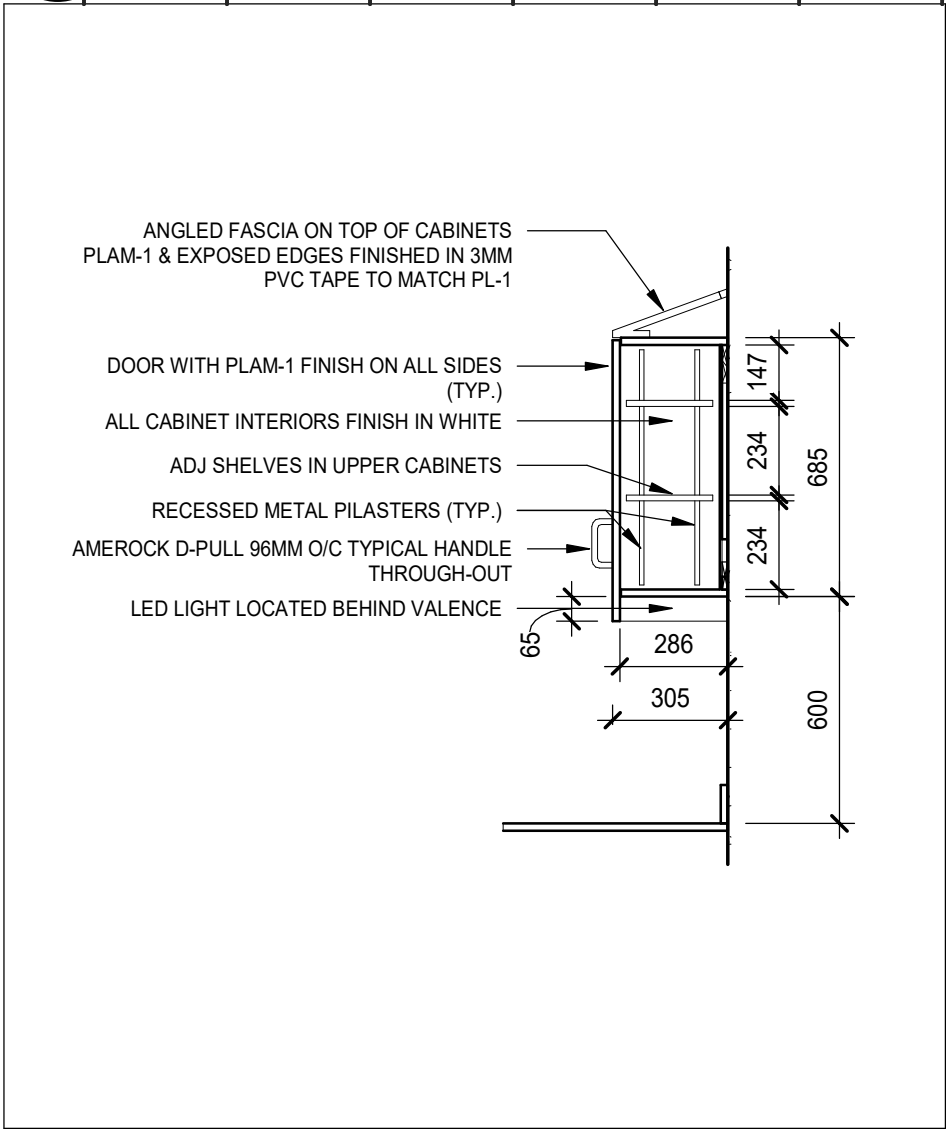 ANGLED FASCIA ON TOP OF CABINETS
PLAM-1 & EXPOSED EDGES FINISHED IN 3MM
PVC TAPE TO MATCH PL-1
DOOR WITH PLAM-1 FINISH ON ALL SIDES
(TYP.)
ALL CABINET INTERIORS FINISH IN WHITE
ADJ SHELVES IN UPPER CABINETS
RECESSED METAL PILASTERS (TYP.)
AMEROCK D-PULL 96MM O/C TYPICAL HANDLE
THROUGH-OUT
LED LIGHT LOCATED BEHIND VALENCE
65
286
305
147
234
234
685
600